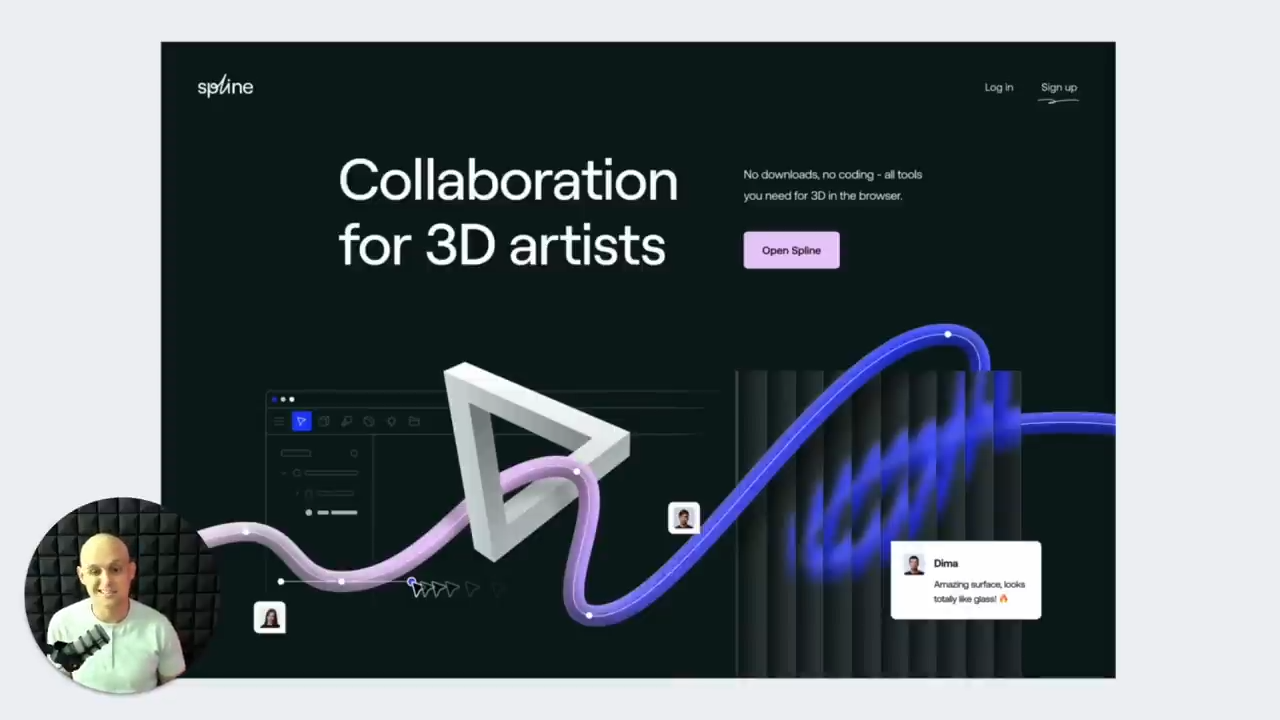 spline
Log in
Sign up
Collaboration
for 3D artists
No downloads, no coding - all tools
you need for 3D in the browser.
Open Spline
Dima
Amazing surface, looks
totally like glass! 🔥